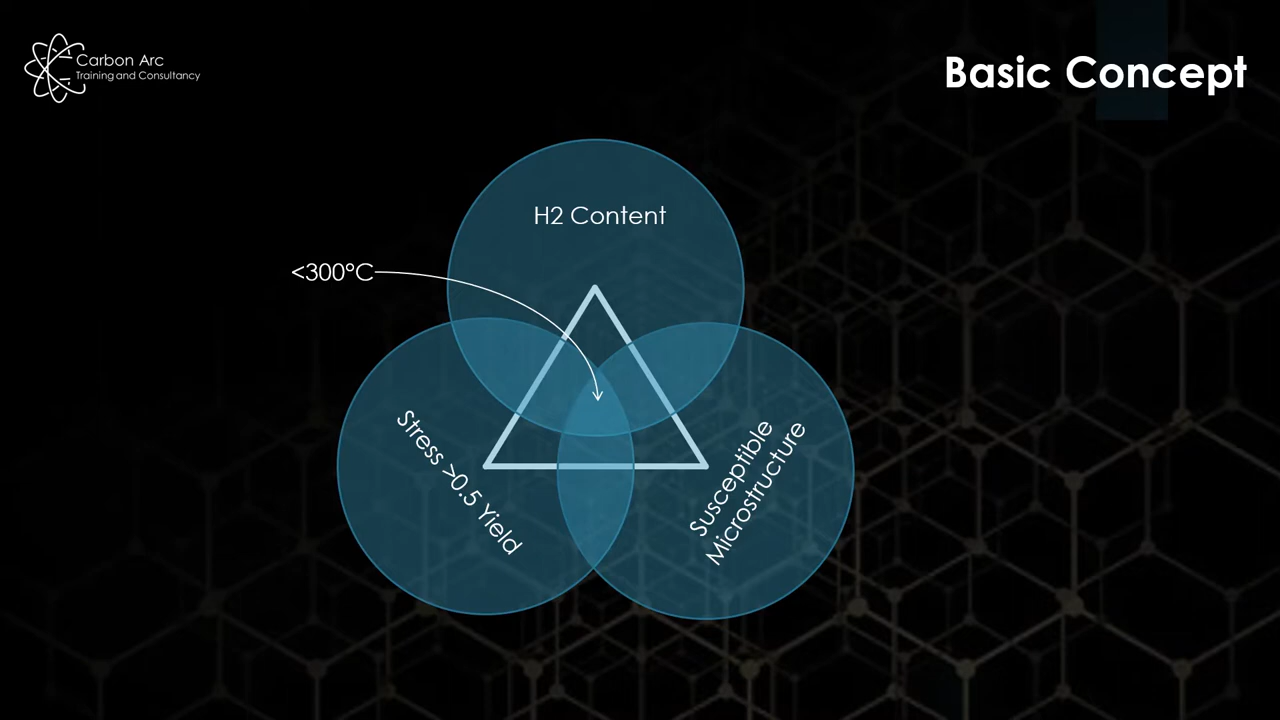 Carbon Arc
Training and Consultancy
Basic Concept
H2 Content
<300°C
Stress >0.5 Yield
Susceptible
Microstructure